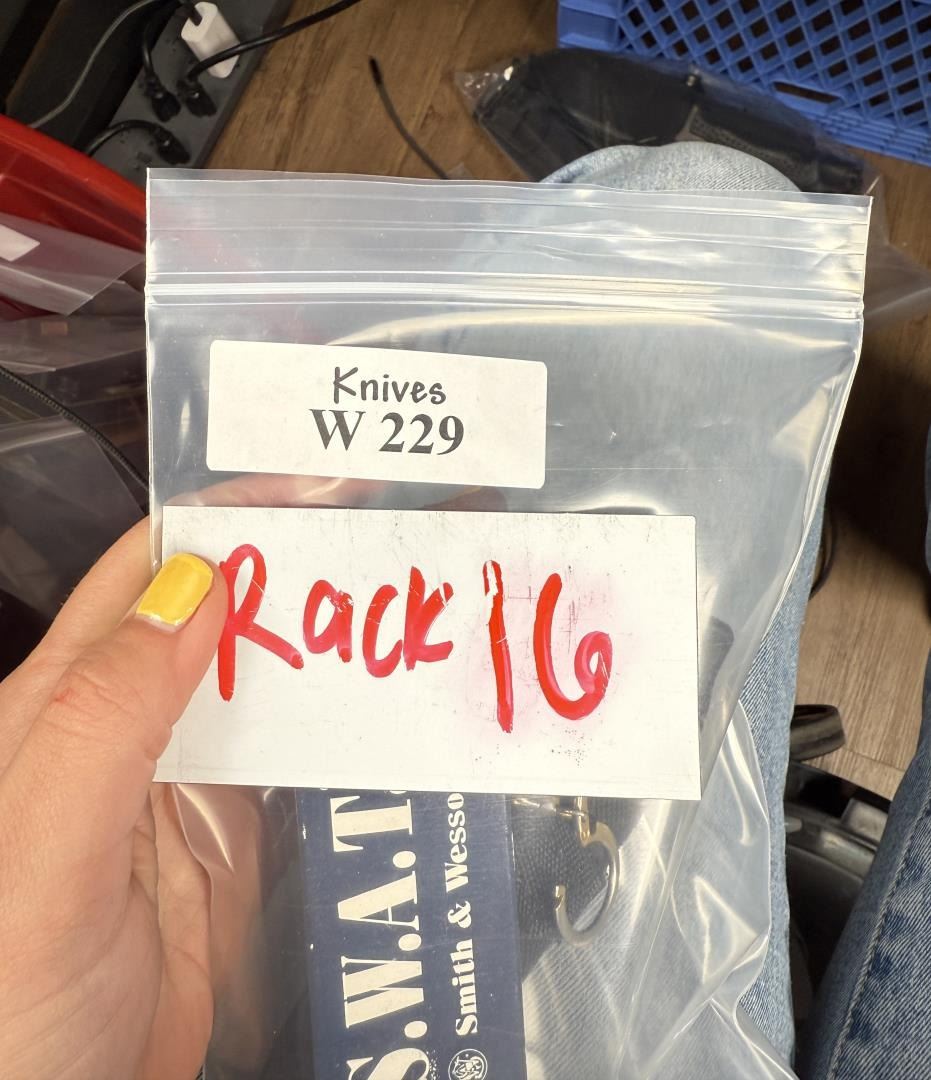 Knives
W 229
Rack 16
S.W.A.T.
Smith & Wesso